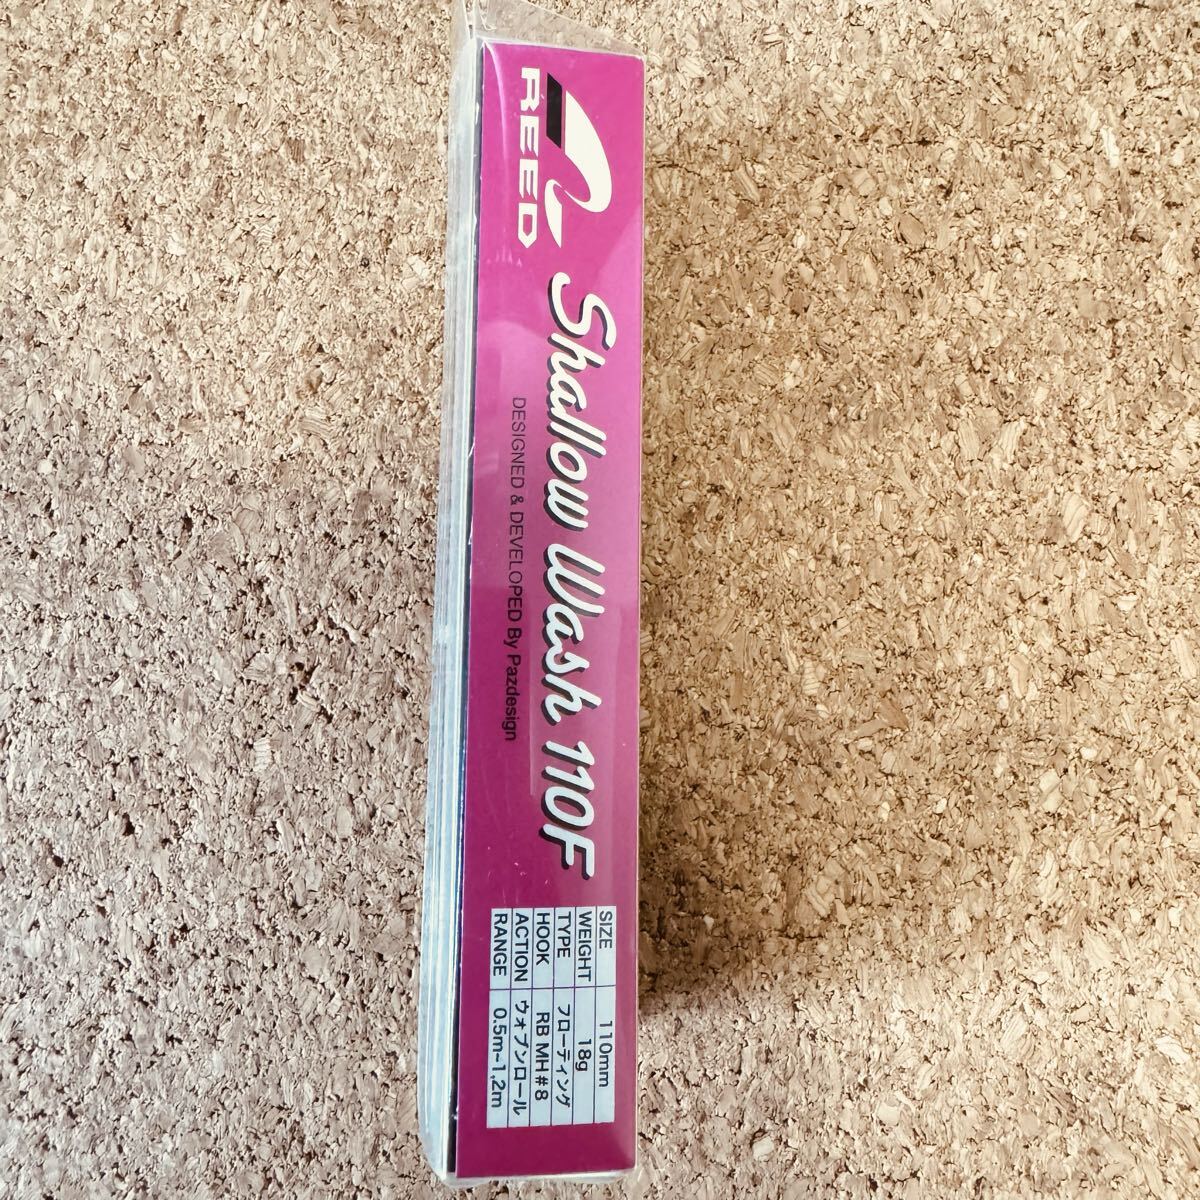 REED
Shallow Wash 110F
DESIGNED & DEVELOPED By Pazdesign
SIZE 110mm
WEIGHT 18g
TYPE フローティング
HOOK RB MH#8
ACTION ウォブンロール
RANGE 0.5m~1.2m